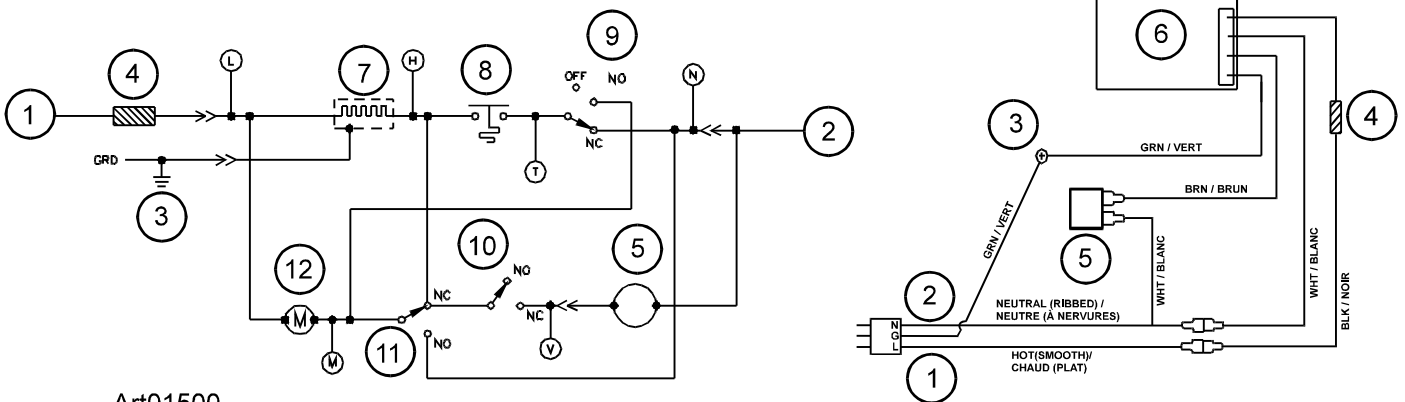 1
4
L
7
H
8
9
OFF
NO
NC
N
2
GRD
3
T
12
M
M
11
10
NO
NC
NC
NO
V
5
6
3
GRN / VERT
4
BRN / BRUN
5
GRN / VERT
WHT / BLANC
WHT / BLANC
BLK / NOIR
2
NEUTRAL (RIBBED) /
NEUTRE (À NERVURES)
N
G
L
HOT(SMOOTH)/
CHAUD (PLAT)
1
Art01500